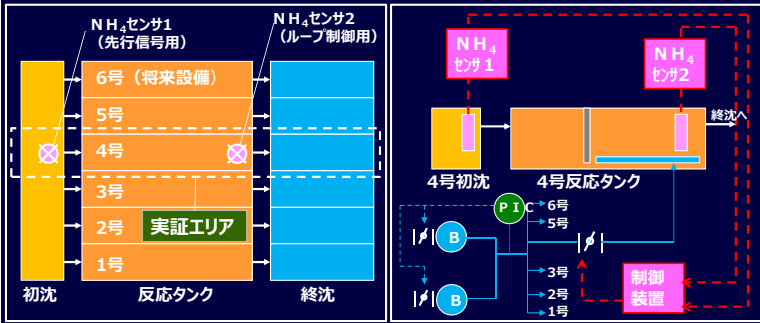 NH₄センサ1
(先行信号用)
NH₄センサ2
(ループ制御用)
6号(将来設備)
5号
4号
3号
2号
1号
実証エリア
初沈
反応タンク
終沈
NH₄
センサ1
NH₄
センサ2
終沈へ
4号初沈
4号反応タンク
PIC
6号
5号
B
B
3号
2号
1号
制御
装置